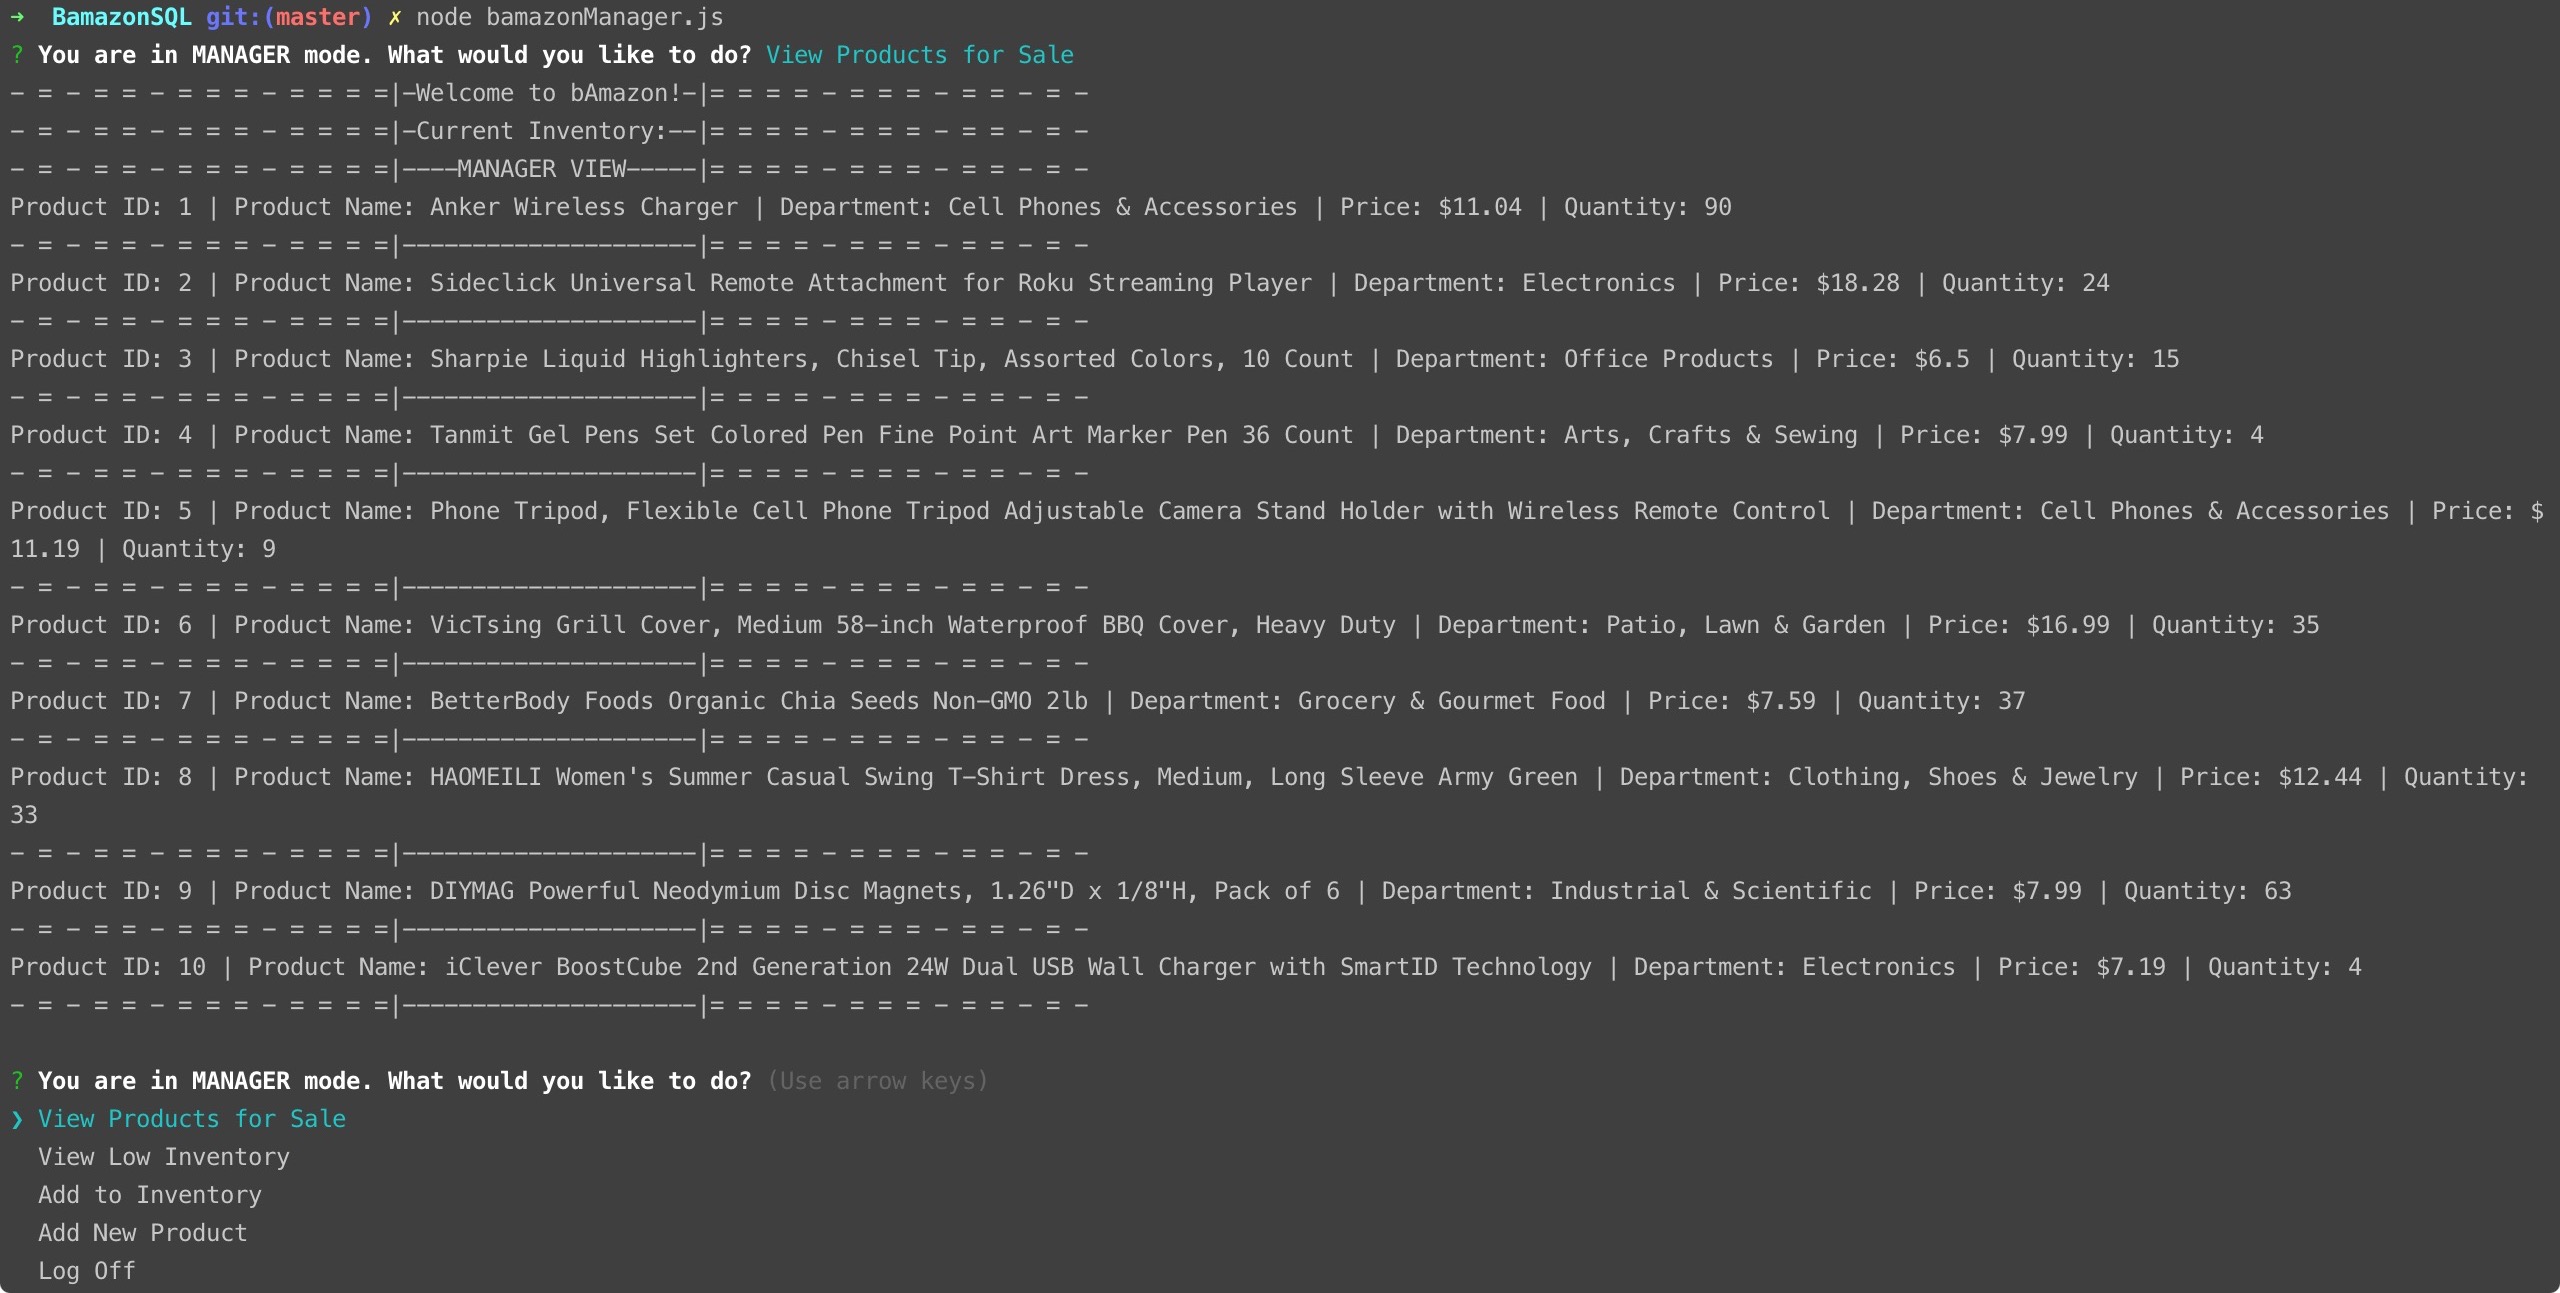 ➜  BamazonSQL git:(master) ✗ node bamazonManager.js
? You are in MANAGER mode. What would you like to do? View Products for Sale
- = - = = - = = = - = = = =|-Welcome to bAmazon!-|= = = = - = = = = - = = = -
- = - = = - = = = - = = = =|-Current Inventory:--|= = = = - = = = = - = = = -
- = - = = - = = = - = = = =|----MANAGER VIEW-----|= = = = - = = = - = = - = -
Product ID: 1 | Product Name: Anker Wireless Charger | Department: Cell Phones & Accessories | Price: $11.04 | Quantity: 90
- = - = = - = = = - = = = =|---------------------|= = = = - = = = - = = - = -
Product ID: 2 | Product Name: Sideclick Universal Remote Attachment for Roku Streaming Player | Department: Electronics | Price: $18.28 | Quantity: 24
- = - = = - = = = - = = = =|---------------------|= = = = - = = = - = = - = -
Product ID: 3 | Product Name: Sharpie Liquid Highlighters, Chisel Tip, Assorted Colors, 10 Count | Department: Office Products | Price: $6.5 | Quantity: 15
- = - = = - = = = - = = = =|---------------------|= = = = - = = = - = = - = -
Product ID: 4 | Product Name: Tanmit Gel Pens Set Colored Pen Fine Point Art Marker Pen 36 Count | Department: Arts, Crafts & Sewing | Price: $7.99 | Quantity: 4
- = - = = - = = = - = = = =|---------------------|= = = = - = = = - = = - = -
Product ID: 5 | Product Name: Phone Tripod, Flexible Cell Phone Tripod Adjustable Camera Stand Holder with Wireless Remote Control | Department: Cell Phones & Accessories | Price: $
11.19 | Quantity: 9
- = - = = - = = = - = = = =|---------------------|= = = = - = = = - = = - = -
Product ID: 6 | Product Name: VicTsing Grill Cover, Medium 58-inch Waterproof BBQ Cover, Heavy Duty | Department: Patio, Lawn & Garden | Price: $16.99 | Quantity: 35
- = - = = - = = = - = = = =|---------------------|= = = = - = = = - = = - = -
Product ID: 7 | Product Name: BetterBody Foods Organic Chia Seeds Non-GMO 2lb | Department: Grocery & Gourmet Food | Price: $7.59 | Quantity: 37
- = - = = - = = = - = = = =|---------------------|= = = = - = = = - = = - = -
Product ID: 8 | Product Name: HAOMEILI Women's Summer Casual Swing T-Shirt Dress, Medium, Long Sleeve Army Green | Department: Clothing, Shoes & Jewelry | Price: $12.44 | Quantity:
33
- = - = = - = = = - = = = =|---------------------|= = = = - = = = - = = - = -
Product ID: 9 | Product Name: DIYMAG Powerful Neodymium Disc Magnets, 1.26"D x 1/8"H, Pack of 6 | Department: Industrial & Scientific | Price: $7.99 | Quantity: 63
- = - = = - = = = - = = = =|---------------------|= = = = - = = = - = = - = -
Product ID: 10 | Product Name: iClever BoostCube 2nd Generation 24W Dual USB Wall Charger with SmartID Technology | Department: Electronics | Price: $7.19 | Quantity: 4
- = - = = - = = = - = = = =|---------------------|= = = = - = = = - = = - = -
? You are in MANAGER mode. What would you like to do? (Use arrow keys)
❯ View Products for Sale
  View Low Inventory
  Add to Inventory
  Add New Product
  Log Off